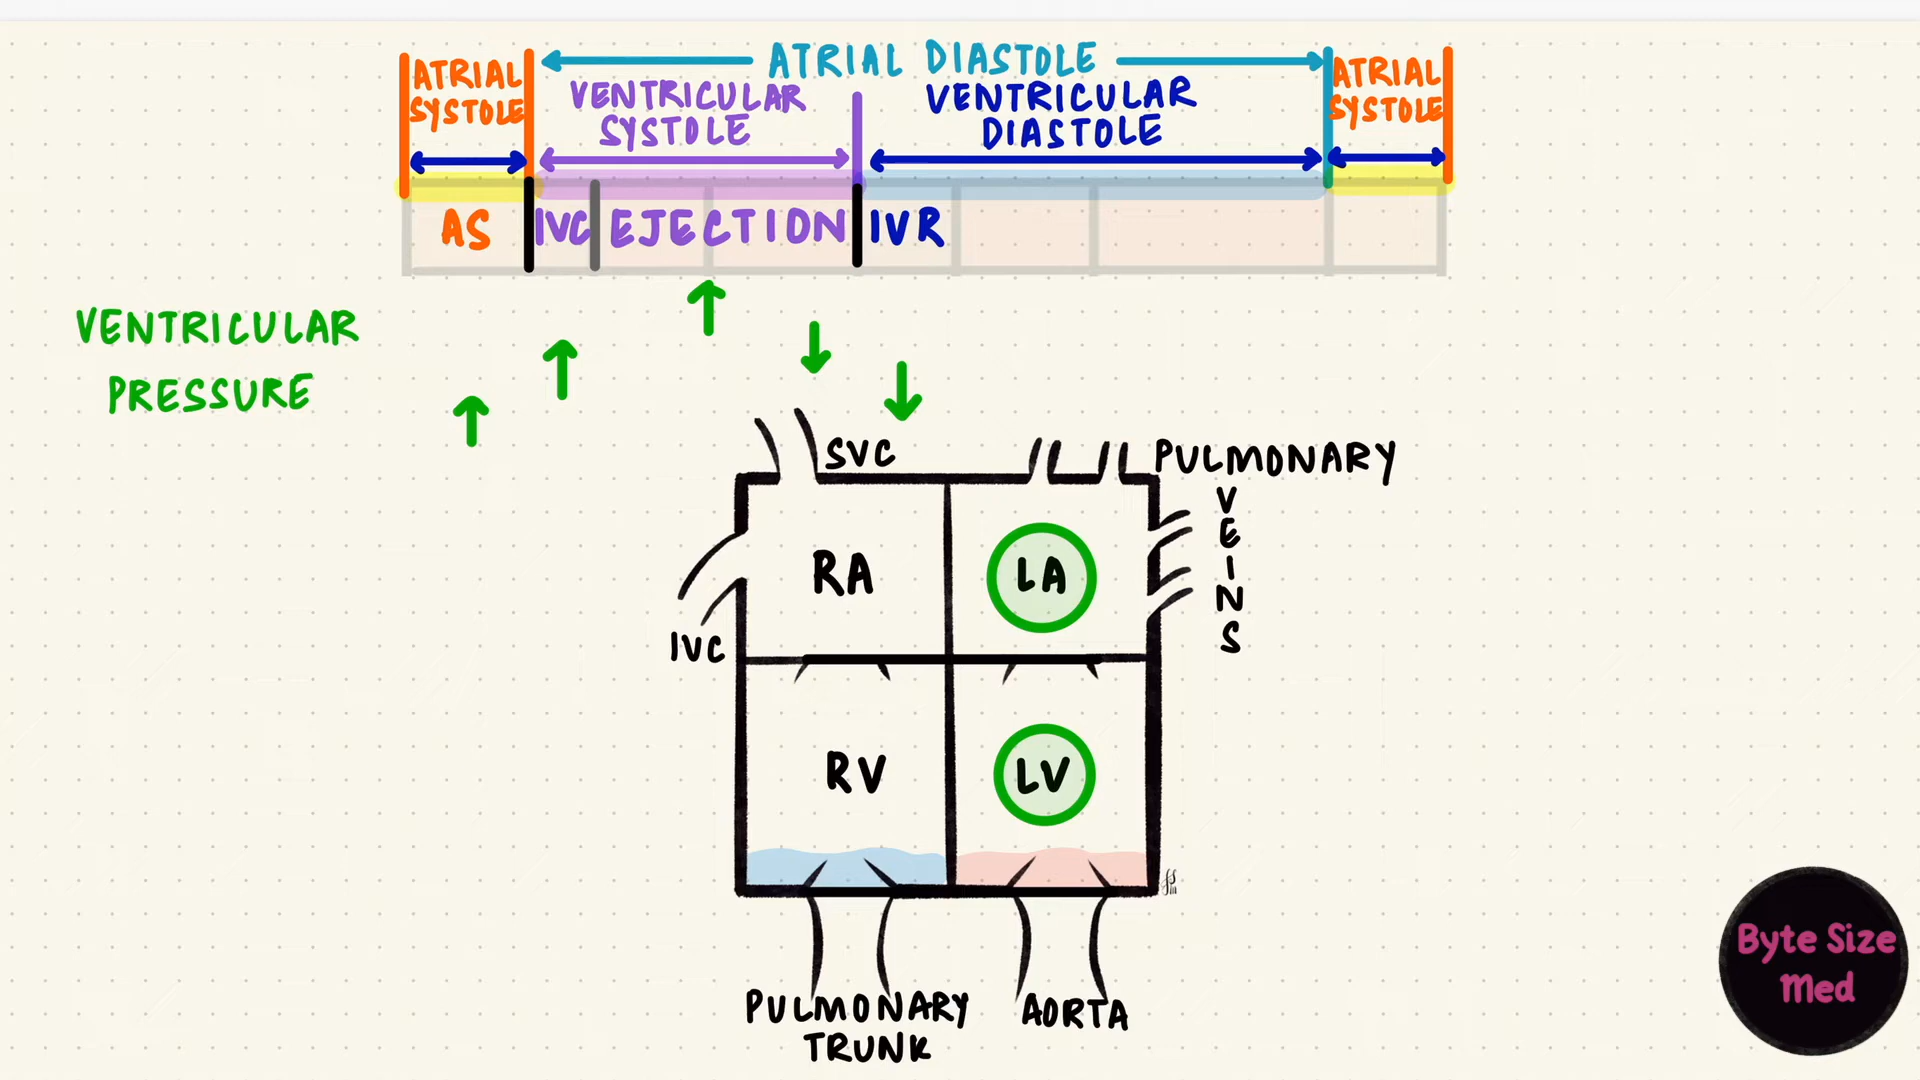 ATRIAL DIASTOLE
ATRIAL
SYSTOLE
VENTRICULAR
SYSTOLE
VENTRICULAR
DIASTOLE
ATRIAL
SYSTOLE
AS
IVC
EJECTION
IVR
VENTRICULAR
PRESSURE
SVC
PULMONARY
VEINS
RA
LA
IVC
RV
LV
PULMONARY
TRUNK
AORTA
Byte Size
Med